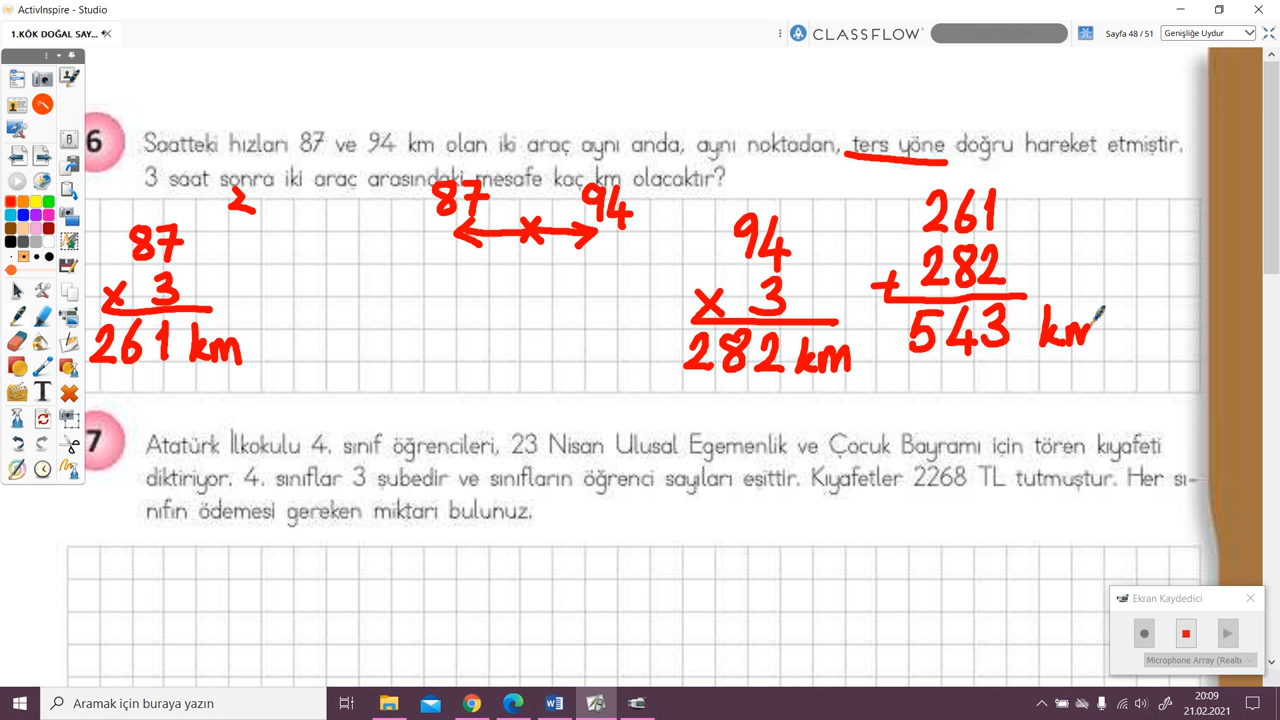 ActivInspire - Studio
1.KÖK DOĞAL SAY...
CLASSFLOW
Sayfa 48 / 51
Genişliğe Uydur
6 Saatteki hızları 87 ve 94 km olan iki araç aynı anda, aynı noktadan, ters yöne doğru hareket etmiştir.
3 saat sonra iki araç arasındaki mesafe kaç km olacaktır?
2
87
x 3
261 km
87 94
94
x 3
282 km
261
+ 282
543 km
7 Atatürk İlkokulu 4. sınıf öğrencileri, 23 Nisan Ulusal Egemenlik ve Çocuk Bayramı için tören kıyafeti
diktiriyor. 4. sınıflar 3 şubedir ve sınıfların öğrenci sayıları eşittir. Kıyafetler 2268 TL tutmuştur. Her sı-
nıfın ödemesi gereken miktarı bulunuz.
Ekran Kaydedici
Microphone Array (Realte
Aramak için buraya yazın
20:09
21.02.2021